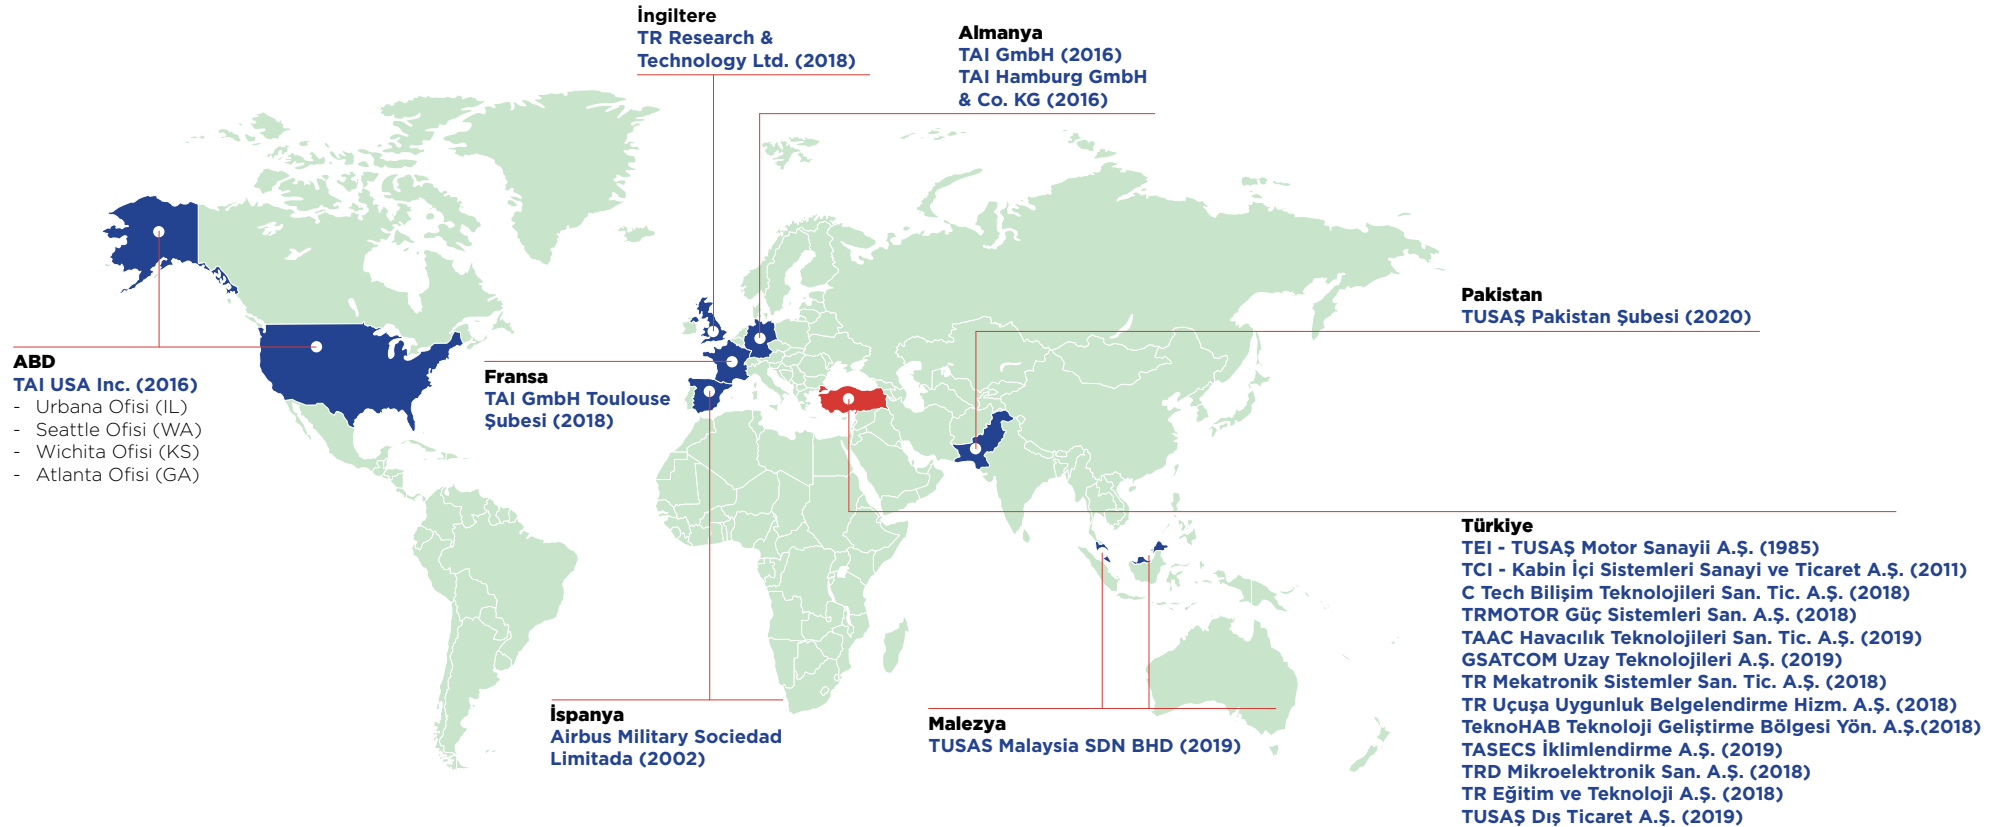 İngiltere
TR Research &
Technology Ltd. (2018)
Almanya
TAI GmbH (2016)
TAI Hamburg GmbH
& Co. KG (2016)
Pakistan
TUSAŞ Pakistan Şubesi (2020)
ABD
TAI USA Inc. (2016)
- Urbana Ofisi (IL)
- Seattle Ofisi (WA)
- Wichita Ofisi (KS)
- Atlanta Ofisi (GA)
Fransa
TAI GmbH Toulouse
Şubesi (2018)
Türkiye
TEI - TUSAŞ Motor Sanayii A.Ş. (1985)
TCI - Kabin İçi Sistemleri Sanayi ve Ticaret A.Ş. (2011)
C Tech Bilişim Teknolojileri San. Tic. A.Ş. (2018)
TRMOTOR Güç Sistemleri San. A.Ş. (2018)
TAAC Havacılık Teknolojileri San. Tic. A.Ş. (2019)
GSATCOM Uzay Teknolojileri A.Ş. (2019)
TR Mekatronik Sistemler San. Tic. A.Ş. (2018)
TR Uçuşa Uygunluk Belgelendirme Hizm. A.Ş. (2018)
TeknoHAB Teknoloji Geliştirme Bölgesi Yön. A.Ş.(2018)
TASECS İklimlendirme A.Ş. (2019)
TRD Mikroelektronik San. A.Ş. (2018)
TR Eğitim ve Teknoloji A.Ş. (2018)
TUSAŞ Dış Ticaret A.Ş. (2019)
İspanya
Airbus Military Sociedad
Limitada (2002)
Malezya
TUSAS Malaysia SDN BHD (2019)